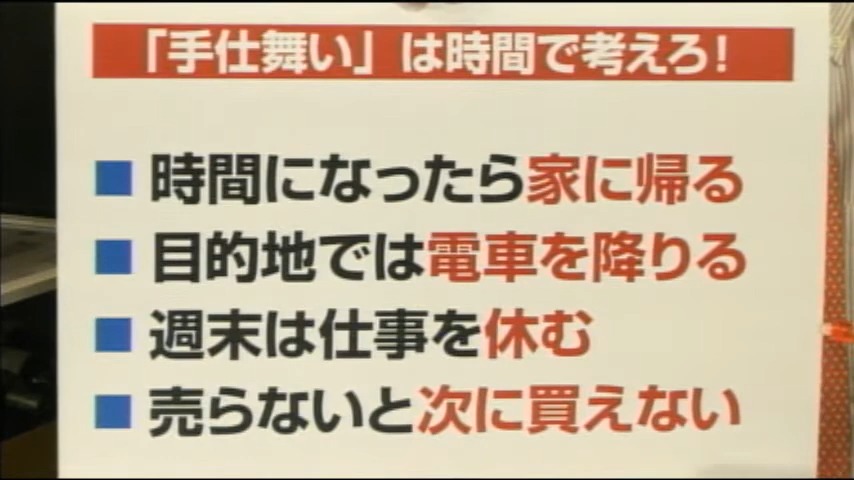 「手仕舞い」は時間で考えろ！
■時間になったら家に帰る
■目的地では電車を降りる
■週末は仕事を休む
■売らないと次に買えない